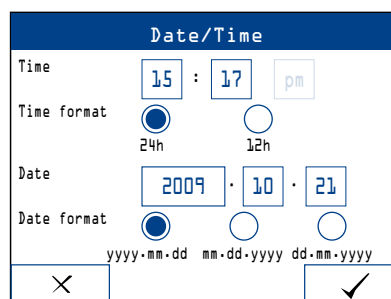 Date/Time
Time 15 : 17 pm
Time format
24h 12h
Date 2009 . 10 . 21
Date format
yyyy.mm.dd mm.dd.yyyy dd.mm.yyyy